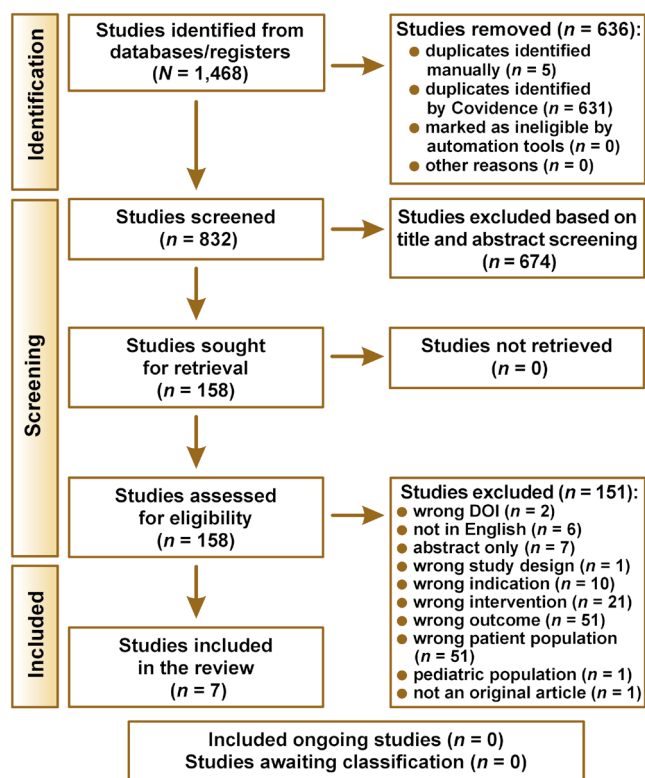 Identification
Studies identified from
databases/registers
(N = 1,468)
Studies removed (n = 636):
● duplicates identified
manually (n = 5)
● duplicates identified
by Covidence (n = 631)
● marked as ineligible by
automation tools (n = 0)
● other reasons (n = 0)
Screening
Studies screened
(n = 832)
Studies excluded based on
title and abstract screening
(n = 674)
Studies sought
for retrieval
(n = 158)
Studies not retrieved
(n = 0)
Studies assessed
for eligibility
(n = 158)
Studies excluded (n = 151):
● wrong DOI (n = 2)
● not in English (n = 6)
● abstract only (n = 7)
● wrong study design (n = 1)
● wrong indication (n = 10)
● wrong intervention (n = 21)
● wrong outcome (n = 51)
● wrong patient population
(n = 51)
● pediatric population (n = 1)
● not an original article (n = 1)
Included
Studies included
in the review
(n = 7)
Included ongoing studies (n = 0)
Studies awaiting classification (n = 0)